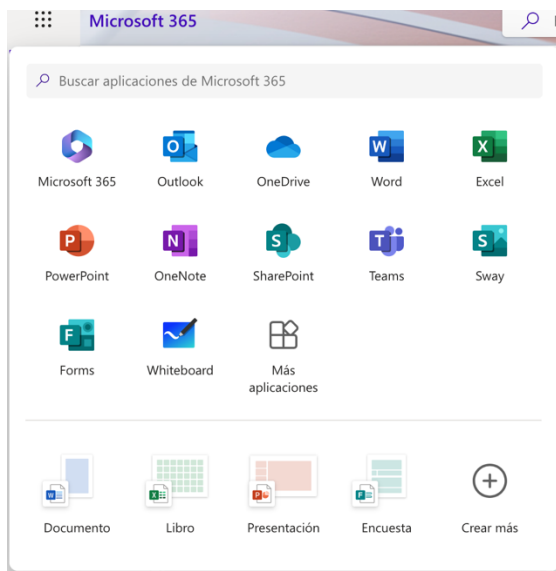 Microsoft 365
Buscar aplicaciones de Microsoft 365
Microsoft 365 Outlook OneDrive Word Excel
PowerPoint OneNote SharePoint Teams Sway
Forms Whiteboard Más
aplicaciones
Documento Libro Presentación Encuesta Crear más